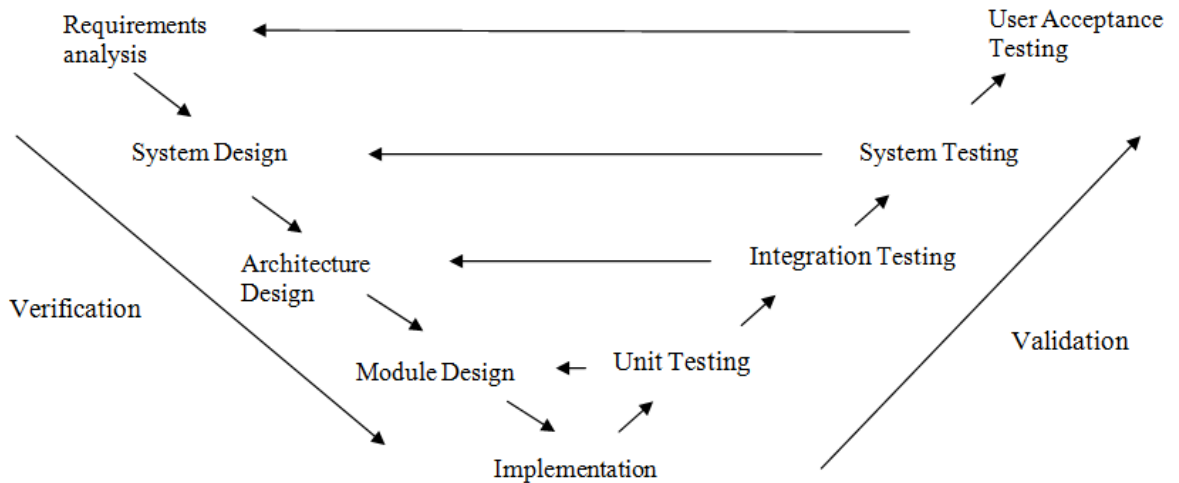 Requirements
analysis
User Acceptance
Testing
System Design
System Testing
Architecture
Design
Integration Testing
Verification
Validation
Module Design
Unit Testing
Implementation